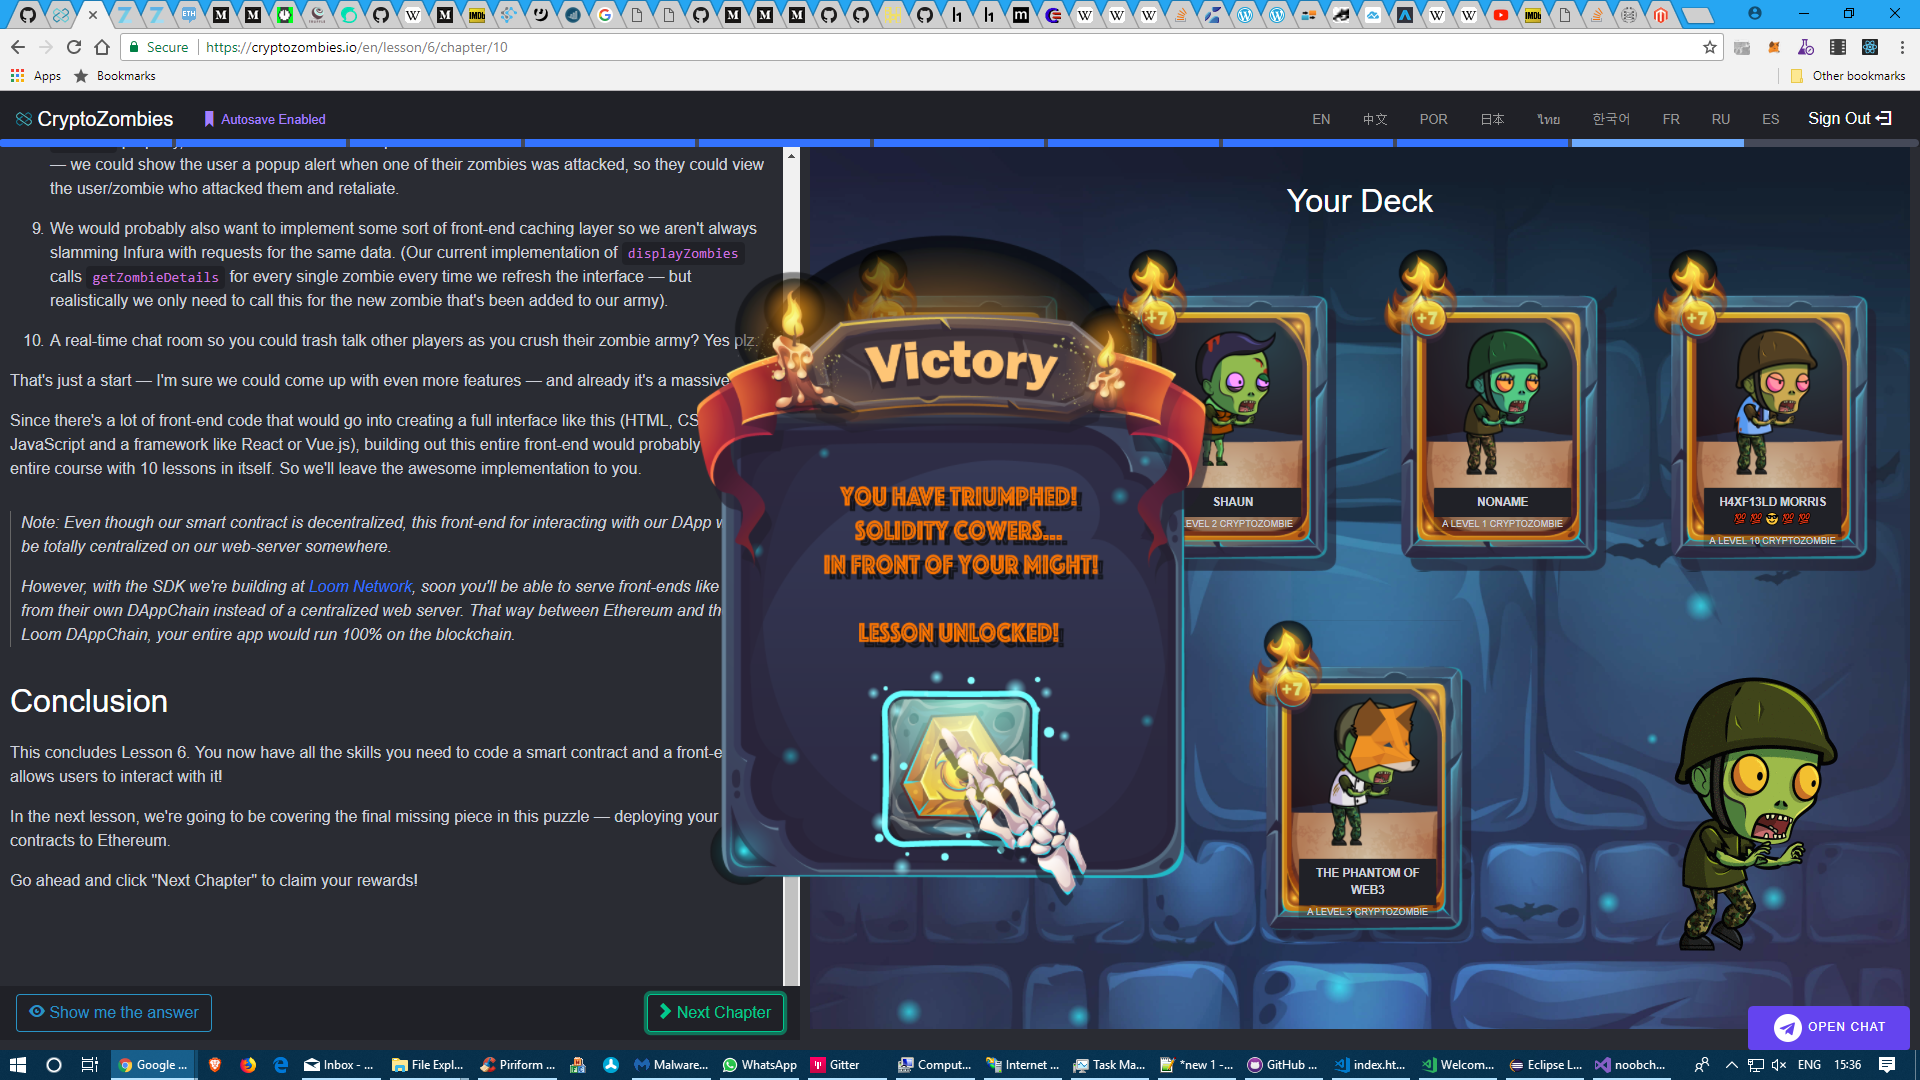 Secure
https://cryptozombies.io/en/lesson/6/chapter/10
Apps
Bookmarks
Other bookmarks
CryptoZombies
Autosave Enabled
EN
中文
POR
日本
ไทย
한국어
FR
RU
ES
Sign Out
— we could show the user a popup alert when one of their zombies was attacked, so they could view
the user/zombie who attacked them and retaliate.
9. We would probably also want to implement some sort of front-end caching layer so we aren't always
slamming Infura with requests for the same data. (Our current implementation of displayZombies
calls getZombieDetails for every single zombie every time we refresh the interface — but
realistically we only need to call this for the new zombie that's been added to our army).
10. A real-time chat room so you could trash talk other players as you crush their zombie army? Yes plz.
That's just a start — I'm sure we could come up with even more features — and already it's a massive
Since there's a lot of front-end code that would go into creating a full interface like this (HTML, CS
JavaScript and a framework like React or Vue.js), building out this entire front-end would probably
entire course with 10 lessons in itself. So we'll leave the awesome implementation to you.
Note: Even though our smart contract is decentralized, this front-end for interacting with our DApp w
be totally centralized on our web-server somewhere.
However, with the SDK we're building at Loom Network, soon you'll be able to serve front-ends like
from their own DAppChain instead of a centralized web server. That way between Ethereum and th
Loom DAppChain, your entire app would run 100% on the blockchain.
Conclusion
This concludes Lesson 6. You now have all the skills you need to code a smart contract and a front-e
allows users to interact with it!
In the next lesson, we're going to be covering the final missing piece in this puzzle — deploying your
contracts to Ethereum.
Go ahead and click "Next Chapter" to claim your rewards!
Show me the answer
Next Chapter
Victory
YOU HAVE TRIUMPHED!
SOLIDITY COWERS...
IN FRONT OF YOUR MIGHT!
LESSON UNLOCKED!
Your Deck
+7
SHAUN
LEVEL 2 CRYPTOZOMBIE
+7
NONAME
A LEVEL 1 CRYPTOZOMBIE
+7
H4XF13LD MORRIS
💯 💯 😎 💯 💯
A LEVEL 10 CRYPTOZOMBIE
+7
THE PHANTOM OF
WEB3
A LEVEL 3 CRYPTOZOMBIE
OPEN CHAT
Google ...
Inbox - ...
File Expl...
Piriform ...
Malware...
WhatsApp
Gitter
Comput...
Internet ...
Task Ma...
*new 1 -...
GitHub ...
index.ht...
Welcom...
Eclipse L...
noobch...
ENG
15:36